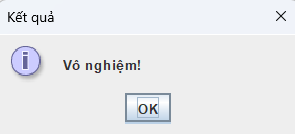 Kết quả
Vô nghiệm!
OK